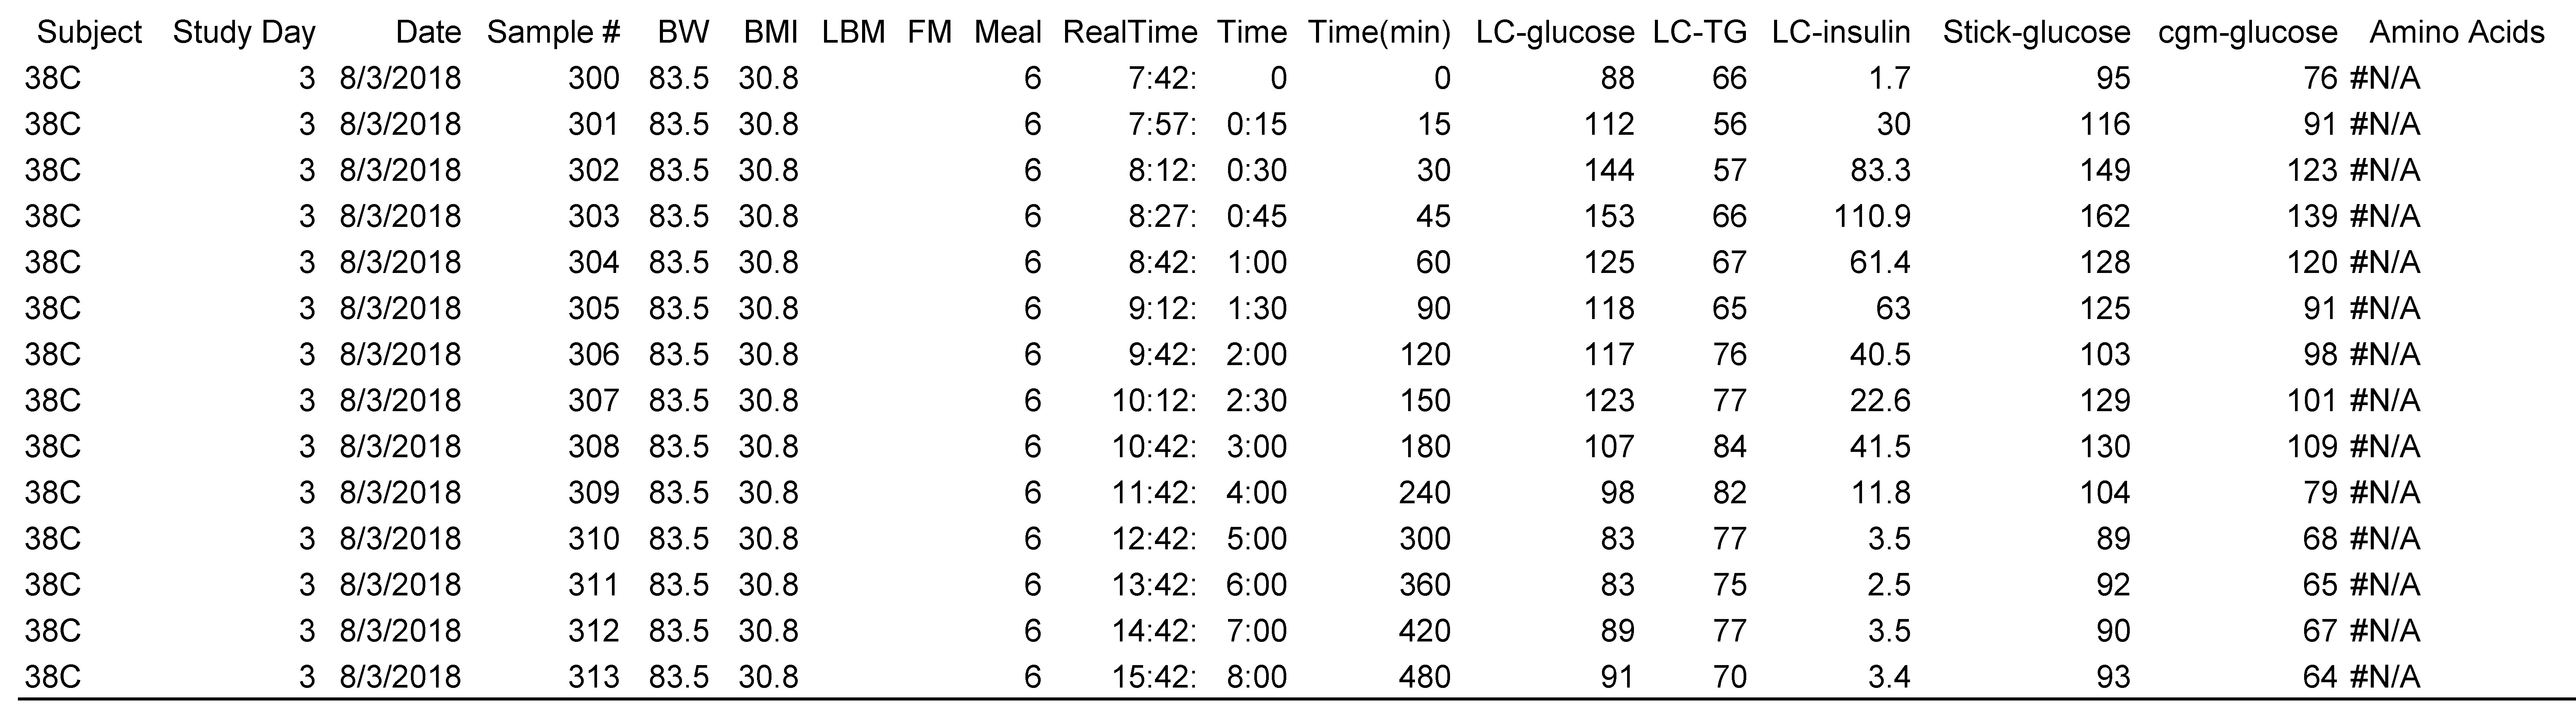 Subject Study Day Date Sample # BW BMI LBM FM Meal RealTime Time Time(min) LC-glucose LC-TG LC-insulin Stick-glucose cgm-glucose Amino Acids
38C 3 8/3/2018 300 83.5 30.8 6 7:42: 0 0 88 66 1.7 95 76 #N/A
38C 3 8/3/2018 301 83.5 30.8 6 7:57: 0:15 15 112 56 30 116 91 #N/A
38C 3 8/3/2018 302 83.5 30.8 6 8:12: 0:30 30 144 57 83.3 149 123 #N/A
38C 3 8/3/2018 303 83.5 30.8 6 8:27: 0:45 45 153 66 110.9 162 139 #N/A
38C 3 8/3/2018 304 83.5 30.8 6 8:42: 1:00 60 125 67 61.4 128 120 #N/A
38C 3 8/3/2018 305 83.5 30.8 6 9:12: 1:30 90 118 65 63 125 91 #N/A
38C 3 8/3/2018 306 83.5 30.8 6 9:42: 2:00 120 117 76 40.5 103 98 #N/A
38C 3 8/3/2018 307 83.5 30.8 6 10:12: 2:30 150 123 77 22.6 129 101 #N/A
38C 3 8/3/2018 308 83.5 30.8 6 10:42: 3:00 180 107 84 41.5 130 109 #N/A
38C 3 8/3/2018 309 83.5 30.8 6 11:42: 4:00 240 98 82 11.8 104 79 #N/A
38C 3 8/3/2018 310 83.5 30.8 6 12:42: 5:00 300 83 77 3.5 89 68 #N/A
38C 3 8/3/2018 311 83.5 30.8 6 13:42: 6:00 360 83 75 2.5 92 65 #N/A
38C 3 8/3/2018 312 83.5 30.8 6 14:42: 7:00 420 89 77 3.5 90 67 #N/A
38C 3 8/3/2018 313 83.5 30.8 6 15:42: 8:00 480 91 70 3.4 93 64 #N/A